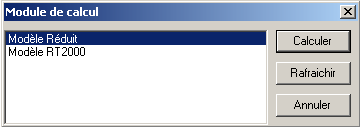 Module de calcul
Modèle Réduit
Modèle RT2000
Calculer
Rafraichir
Annuler